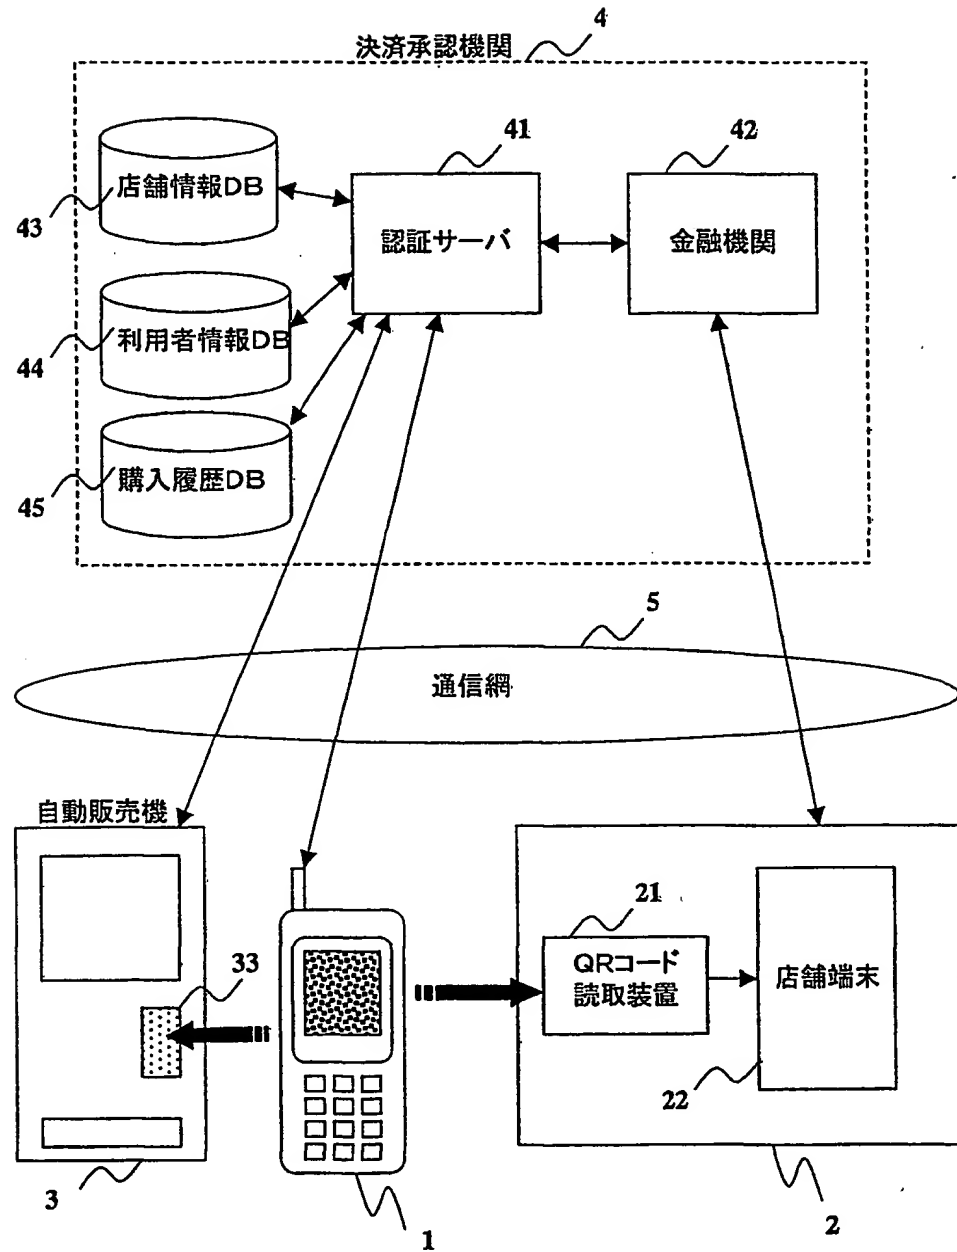 4
決済承認機関
41
42
店舗情報DB
43
認証サーバ
金融機関
利用者情報DB
44
購入履歴DB
45
5
通信網
自動販売機
33
21
QRコード
読取装置
店舗端末
22
3
1
2